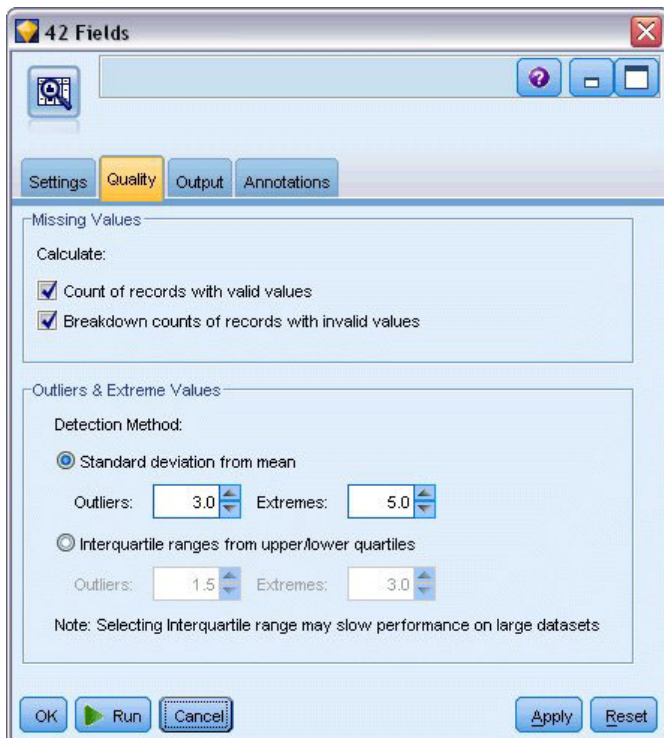 42 Fields
?
Settings Quality Output Annotations
Missing Values
Calculate:
Count of records with valid values
Breakdown counts of records with invalid values
Outliers & Extreme Values
Detection Method:
Standard deviation from mean
Outliers: 3.0 Extremes: 5.0
Interquartile ranges from upper/lower quartiles
Outliers: 1.5 Extremes: 3.0
Note: Selecting Interquartile range may slow performance on large datasets
OK Run Cancel Apply Reset